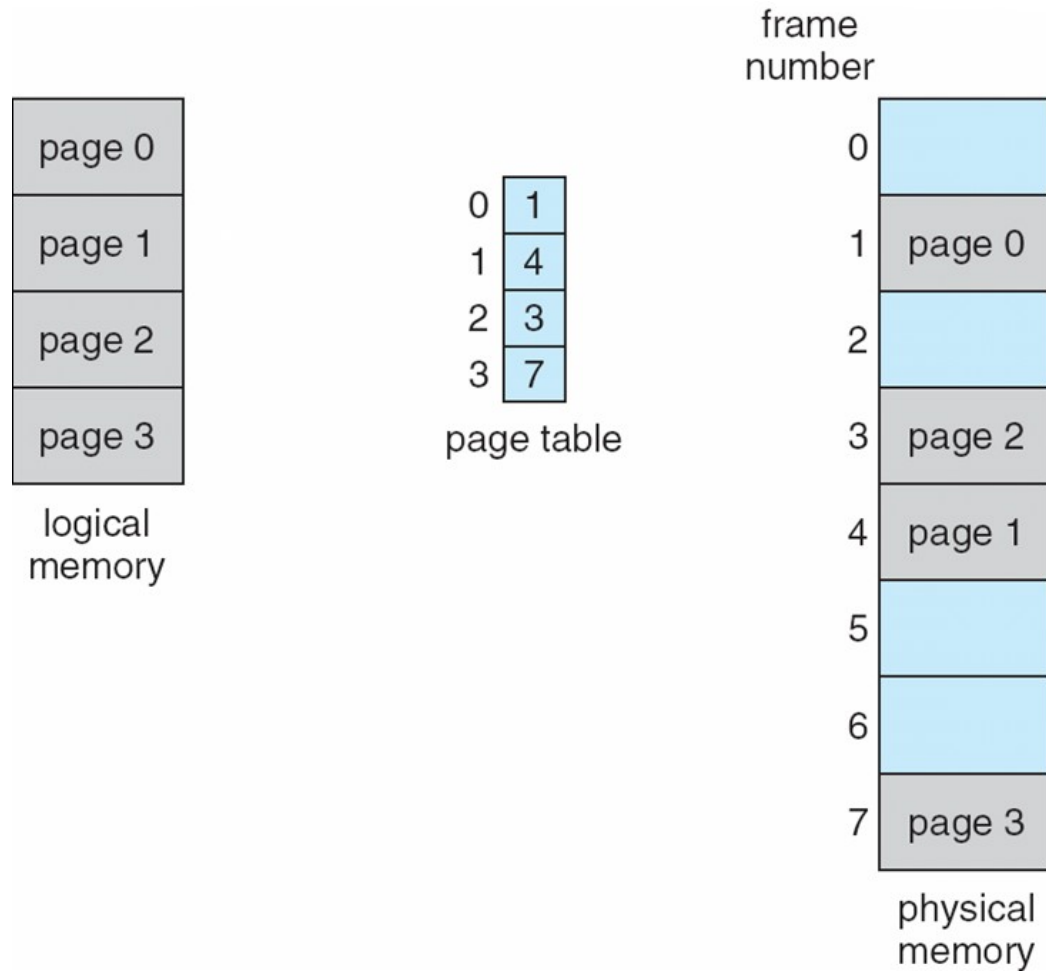 page 0
page 1
page 2
page 3
logical
memory
0 1
1 4
2 3
3 7
page table
frame
number
0
1 page 0
2
3 page 2
4 page 1
5
6
7 page 3
physical
memory